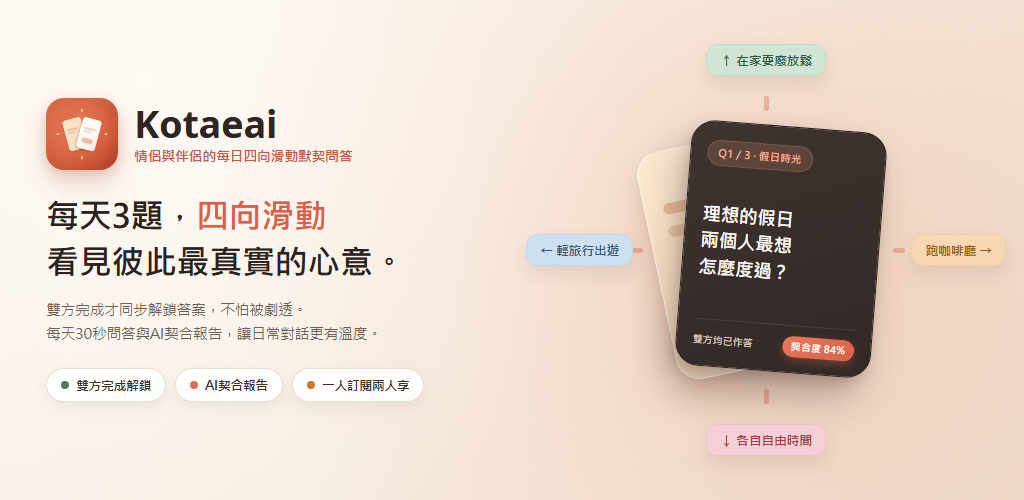 Kotaeai
情侶與伴侶的每日四向滑動默契問答
每天3題，四向滑動
看見彼此最真實的心意。
雙方完成才同步解鎖答案，不怕被劇透。
每天30秒問答與AI契合報告，讓日常對話更有溫度。
雙方完成解鎖
AI契合報告
一人訂閱兩人享
↑ 在家耍廢放鬆
← 輕旅行出遊
Q1 / 3 · 假日時光
理想的假日
兩個人最想
怎麼度過？
雙方均已作答
契合度 84%
跑咖啡廳 →
↓ 各自自由時間